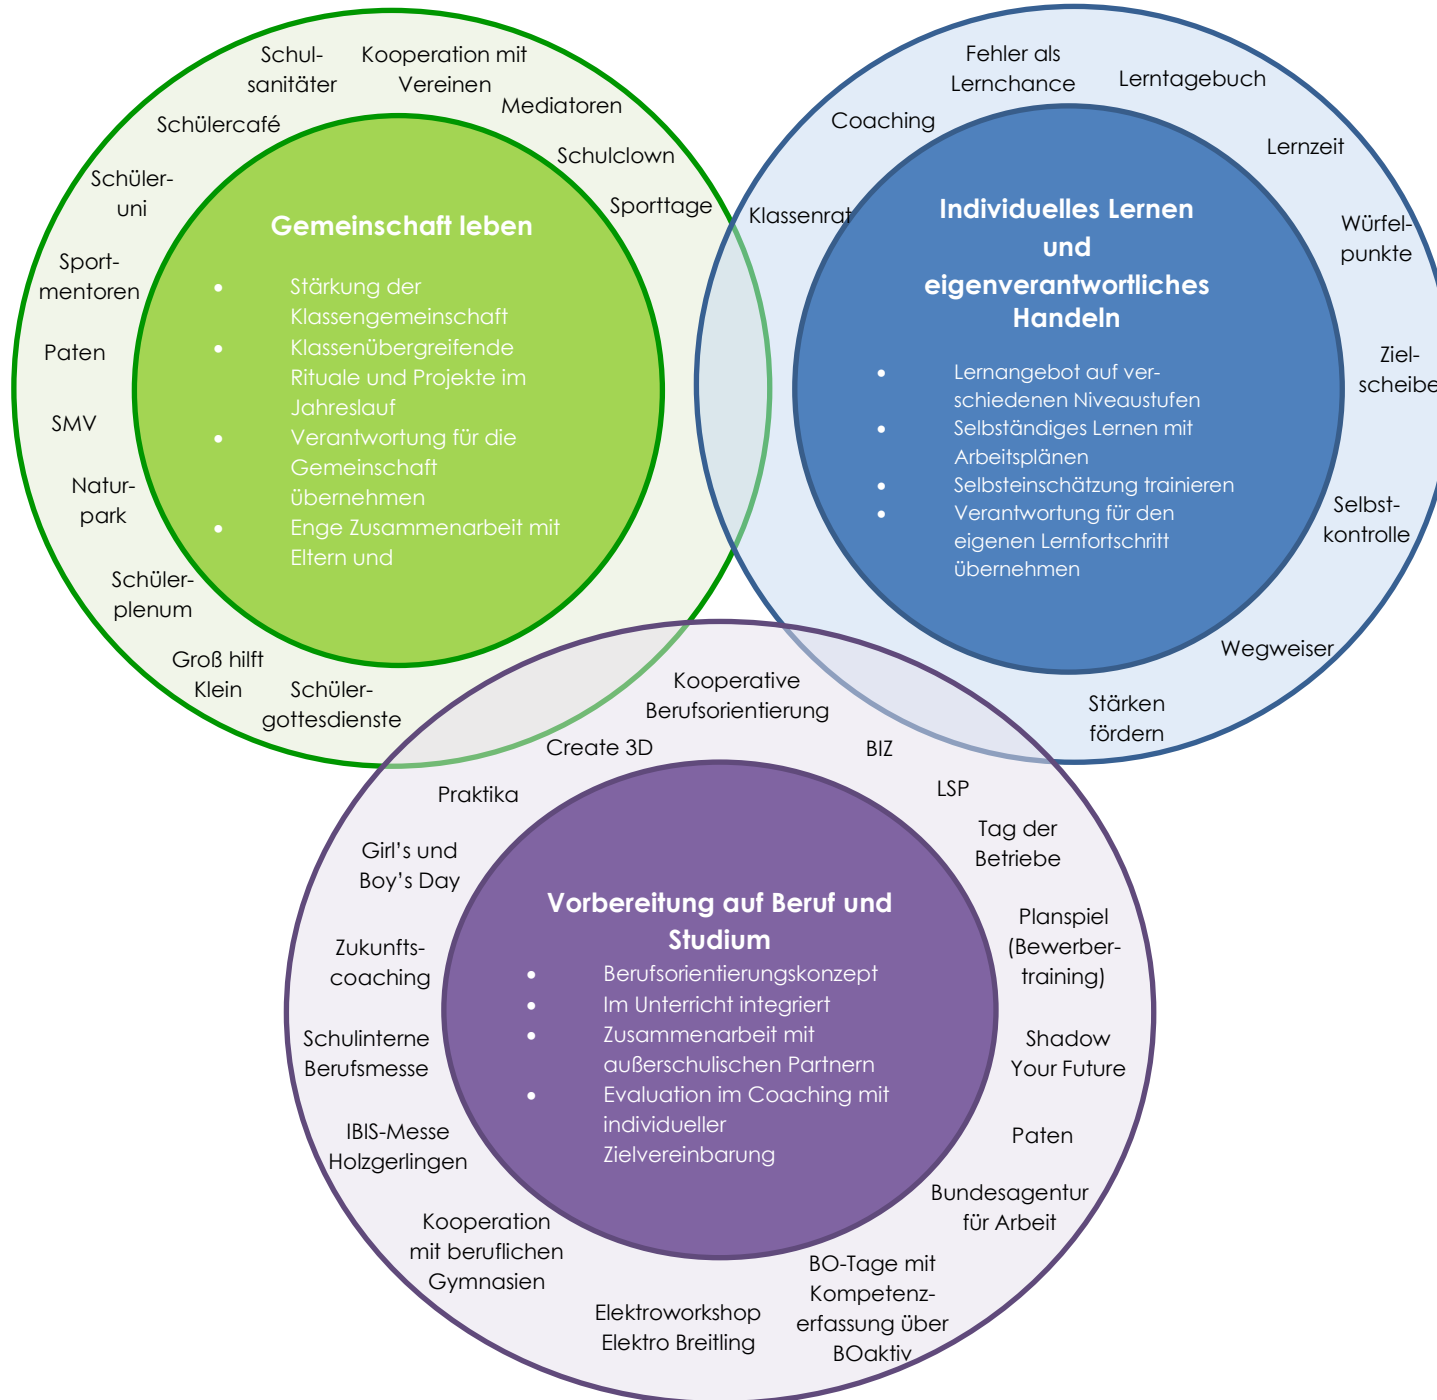 Schul-
sanitäter
Kooperation mit
Vereinen
Mediatoren
Schülercafé
Schulclown
Schüler-
uni
Sporttage
Sport-
mentoren
Paten
SMV
Natur-
park
Schüler-
plenum
Groß hilft
Klein
Schüler-
gottesdienste
Gemeinschaft leben
• Stärkung der
Klassengemeinschaft
• Klassenübergreifende
Rituale und Projekte im
Jahreslauf
• Verantwortung für die
Gemeinschaft
übernehmen
• Enge Zusammenarbeit mit
Eltern und
Klassenrat
Coaching
Fehler als
Lernchance
Lerntagebuch
Lernzeit
Würfel-
punkte
Ziel-
scheibe
Selbst-
kontrolle
Wegweiser
Stärken
fördern
Individuelles Lernen
und
eigenverantwortliches
Handeln
• Lernangebot auf ver-
schiedenen Niveaustufen
• Selbständiges Lernen mit
Arbeitsplänen
• Selbsteinschätzung trainieren
• Verantwortung für den
eigenen Lernfortschritt
übernehmen
Kooperative
Berufsorientierung
Create 3D
BIZ
Praktika
LSP
Girl’s und
Boy’s Day
Tag der
Betriebe
Zukunfts-
coaching
Planspiel
(Bewerber-
training)
Schulinterne
Berufsmesse
Shadow
Your Future
IBIS-Messe
Holzgerlingen
Paten
Kooperation
mit beruflichen
Gymnasien
Bundesagentur
für Arbeit
Elektroworkshop
Elektro Breitling
BO-Tage mit
Kompetenz-
erfassung über
BOaktiv
Vorbereitung auf Beruf und
Studium
• Berufsorientierungskonzept
• Im Unterricht integriert
• Zusammenarbeit mit
außerschulischen Partnern
• Evaluation im Coaching mit
individueller
Zielvereinbarung